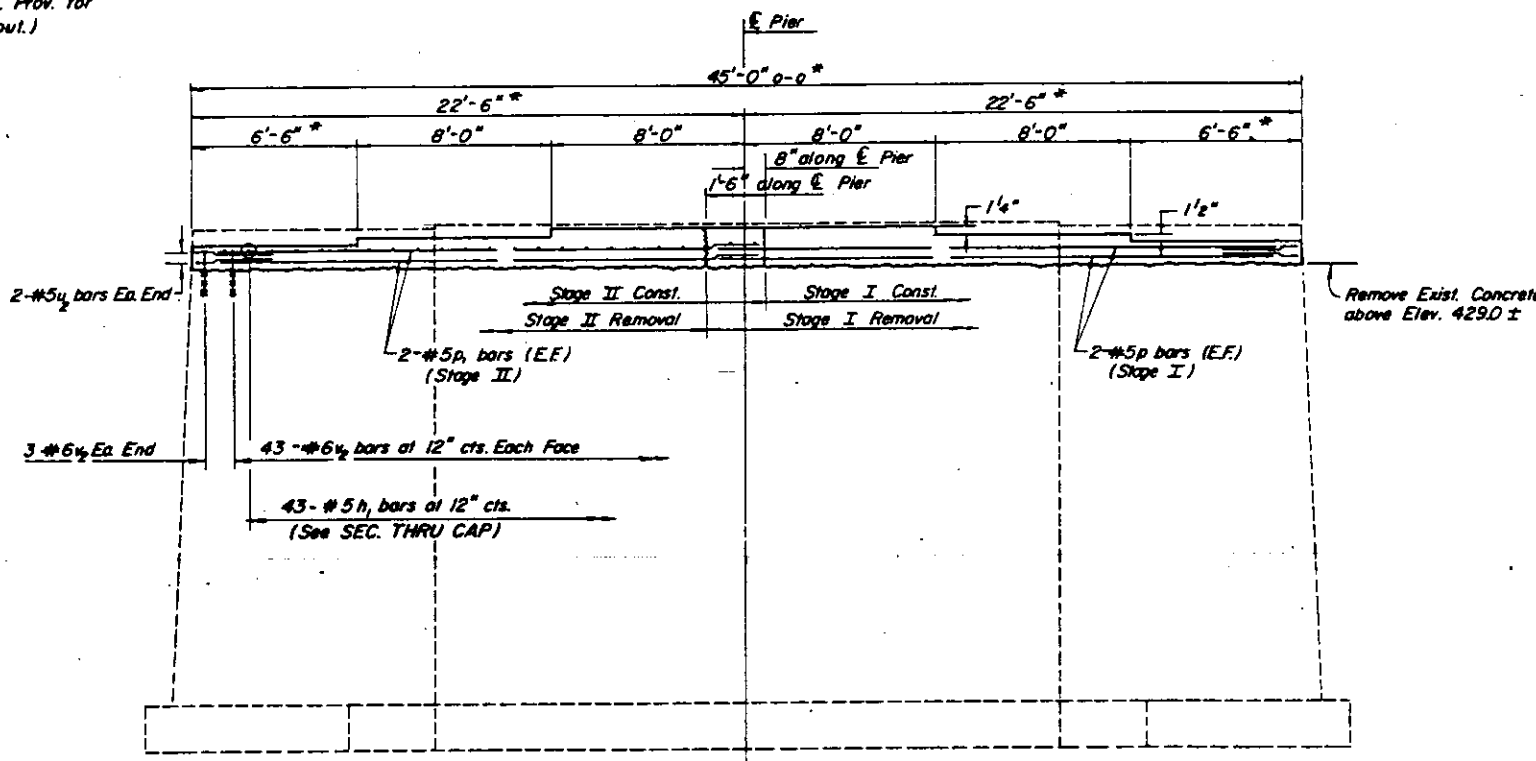 . Prov. for
out.)
℄ Pier
45'-0" o-o *
22'-6" *
22'-6" *
6'-6" *
8'-0"
8'-0"
8'-0"
8'-0"
6'-6" *
8" along ℄ Pier
1'-6" along ℄ Pier
1¼"
1½"
2-#5u₂ bars Ea. End
Stage II Const.
Stage I Const.
Remove Exist. Concrete
above Elev. 429.0 ±
Stage II Removal
Stage I Removal
2-#5p₁ bars (E.F.)
(Stage II)
2-#5p bars (E.F.)
(Stage I)
3 #6v₂ Ea. End
43-#6v₂ bars at 12" cts. Each Face
43-#5h₁ bars at 12" cts.
(See SEC. THRU CAP)